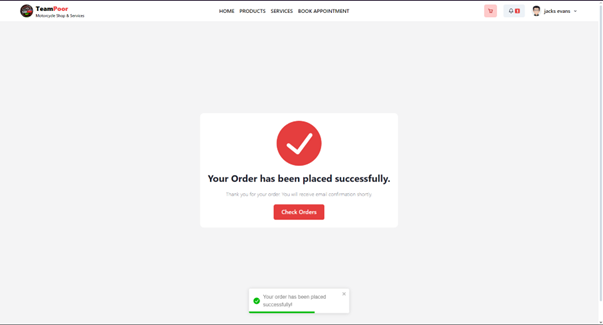 TeamPoor
Motorcycle Shop & Services
HOME PRODUCTS SERVICES BOOK APPOINTMENT
jacks evans
Your Order has been placed successfully.
Thank you for your order. You will receive email confirmation shortly.
Check Orders
Your order has been placed
successfully!